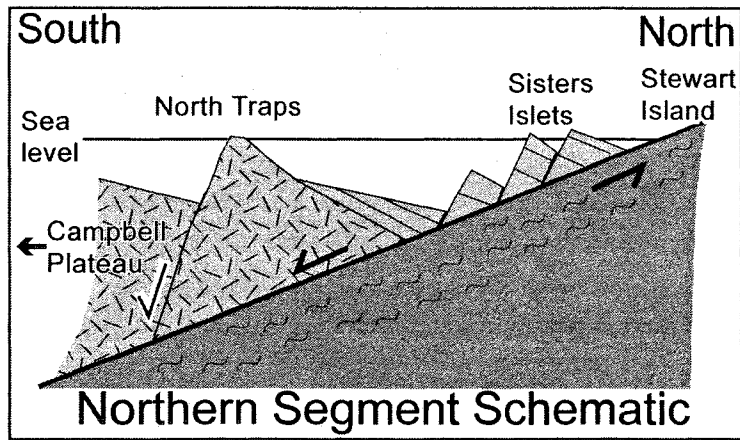 South
North
North Traps
Sisters
Islets
Stewart
Island
Sea
level
Campbell
Plateau
Northern Segment Schematic